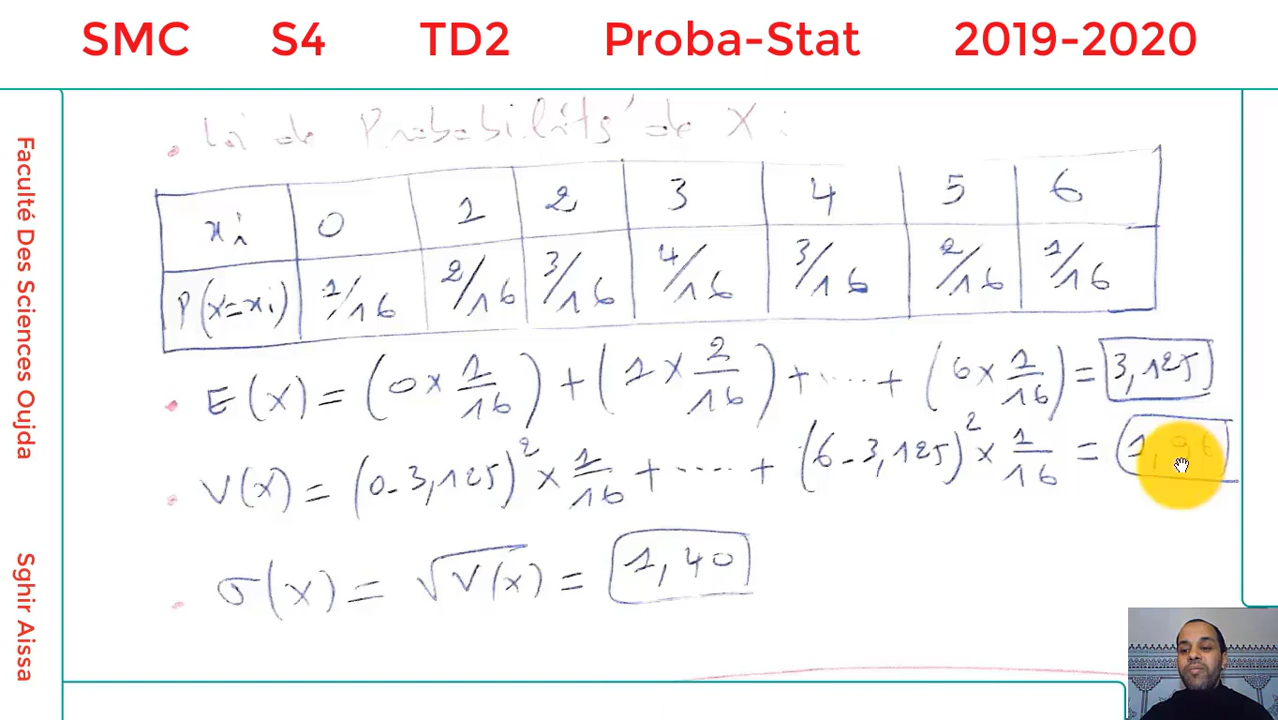 SMC S4 TD2 Proba-Stat 2019-2020
Faculté Des Sciences Oujda
Sghir Aissa
• Loi de Probabilité de X :
xi 0 1 2 3 4 5 6
P(X=xi) 1/16 2/16 3/16 4/16 3/16 2/16 1/16
• E(X) = (0 × 1/16) + (1 × 2/16) + .... + (6 × 1/16) = 3,125
• V(X) = (0 - 3,125)² × 1/16 + .... + (6 - 3,125)² × 1/16 = 1,96
• σ(X) = √V(X) = 1,40